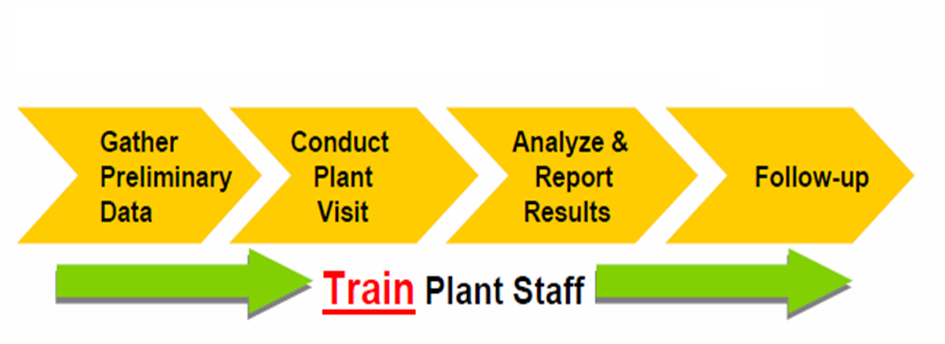 Gather
Preliminary
Data
Conduct
Plant
Visit
Analyze &
Report
Results
Follow-up
Train Plant Staff